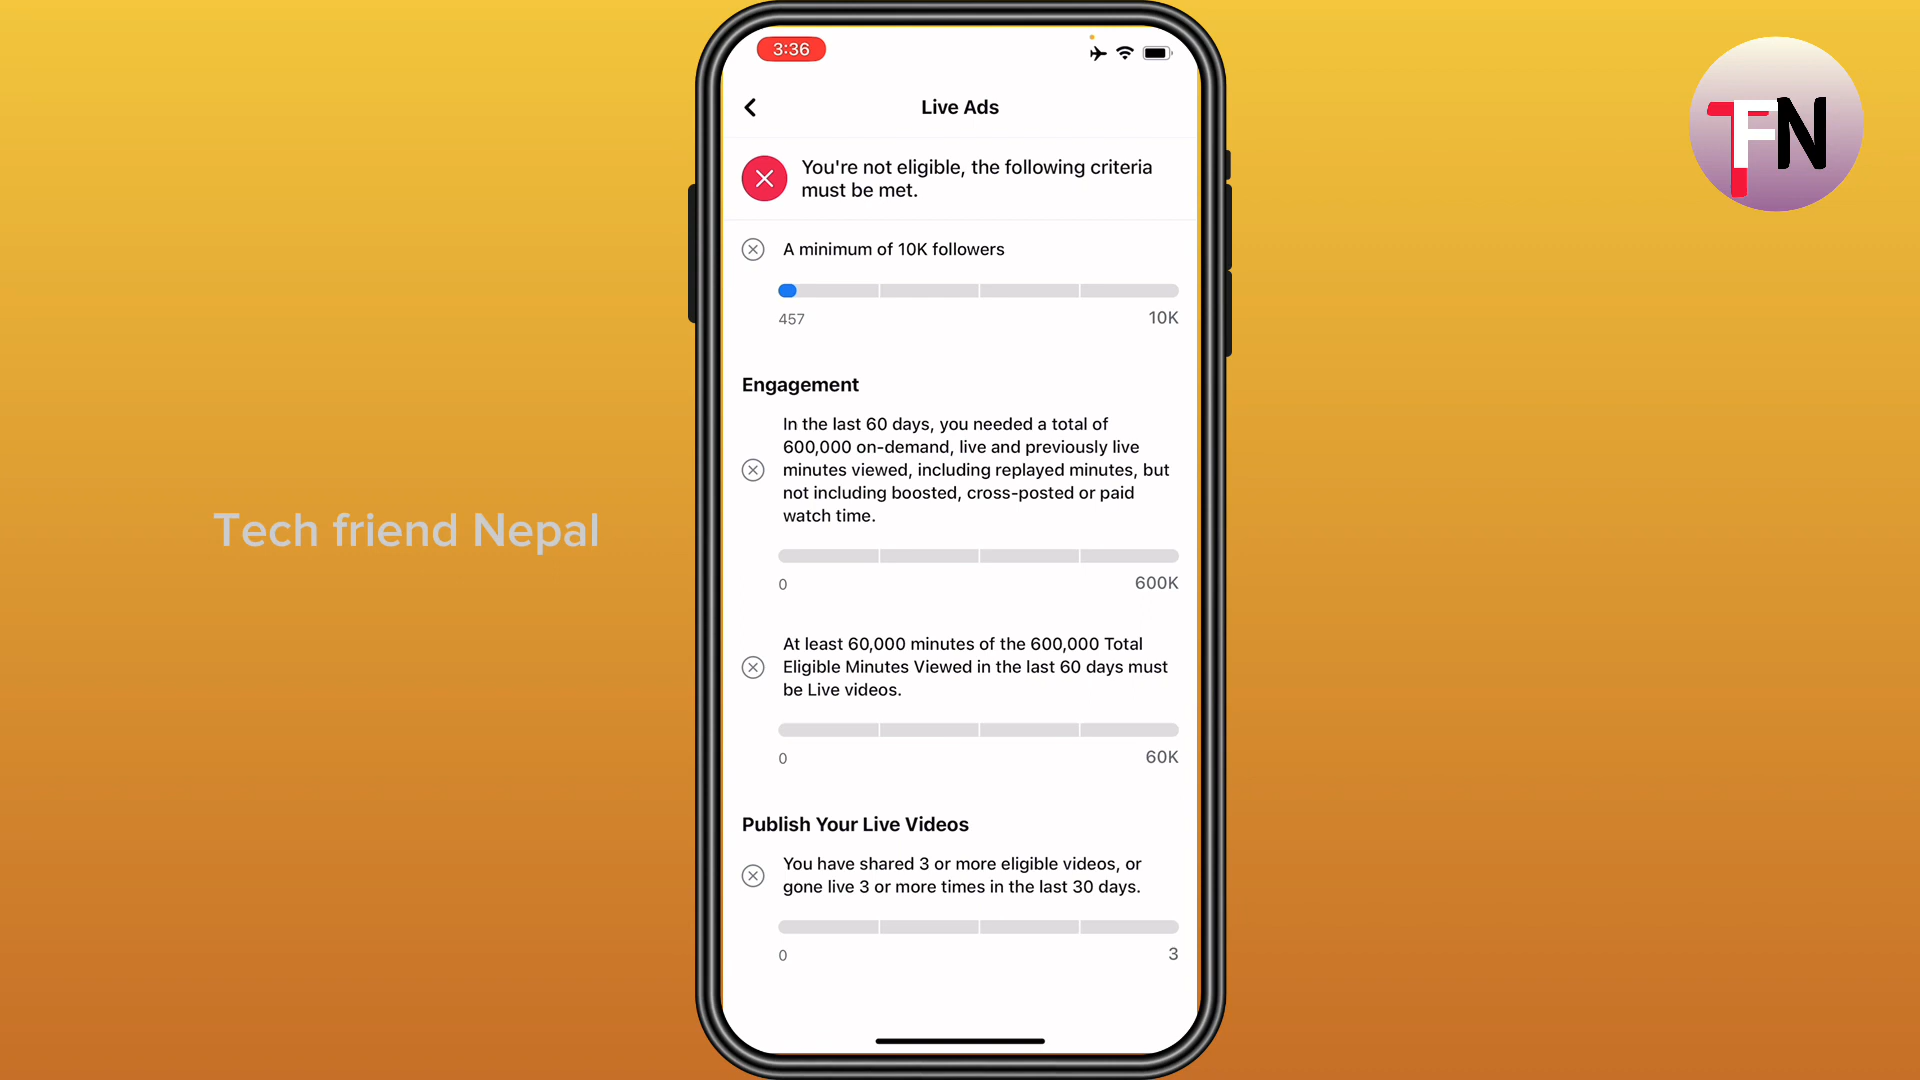 3:36
Live Ads
You're not eligible, the following criteria
must be met.
A minimum of 10K followers
457
10K
Engagement
In the last 60 days, you needed a total of
600,000 on-demand, live and previously live
minutes viewed, including replayed minutes, but
not including boosted, cross-posted or paid
watch time.
0
600K
At least 60,000 minutes of the 600,000 Total
Eligible Minutes Viewed in the last 60 days must
be Live videos.
0
60K
Publish Your Live Videos
You have shared 3 or more eligible videos, or
gone live 3 or more times in the last 30 days.
0
3
Tech friend Nepal
TFN